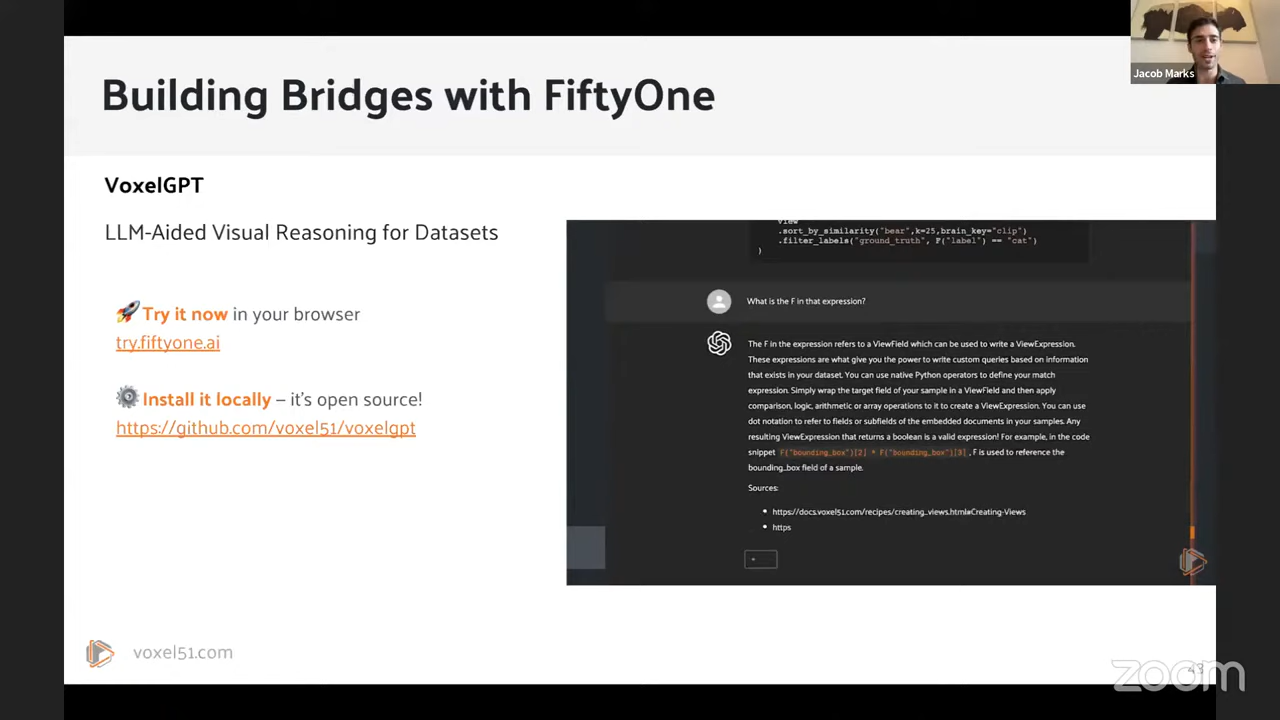 Jacob Marks
Building Bridges with FiftyOne
VoxelGPT
LLM-Aided Visual Reasoning for Datasets
Try it now in your browser
try.fiftyone.ai
Install it locally – it's open source!
https://github.com/voxel51/voxelgpt
view
.sort_by_similarity("bear",k=25,brain_key="clip")
.filter_labels("ground_truth", F("label") == "cat")
)
What is the F in that expression?
The F in the expression refers to a ViewField which can be used to write a ViewExpression.
These expressions are what give you the power to write custom queries based on information
that exists in your dataset. You can use native Python operators to define your match
expression. Simply wrap the target field of your sample in a ViewField and then apply
comparison, logic, arithmetic or array operations to it to create a ViewExpression. You can use
dot notation to refer to fields or subfields of the embedded documents in your samples. Any
resulting ViewExpression that returns a boolean is a valid expression! For example, in the code
snippet F("bounding_box")[2] * F("bounding_box")[3] , F is used to reference the
bounding_box field of a sample.
Sources:
https://docs.voxel51.com/recipes/creating_views.html#Creating-Views
https
voxel51.com
43
zoom